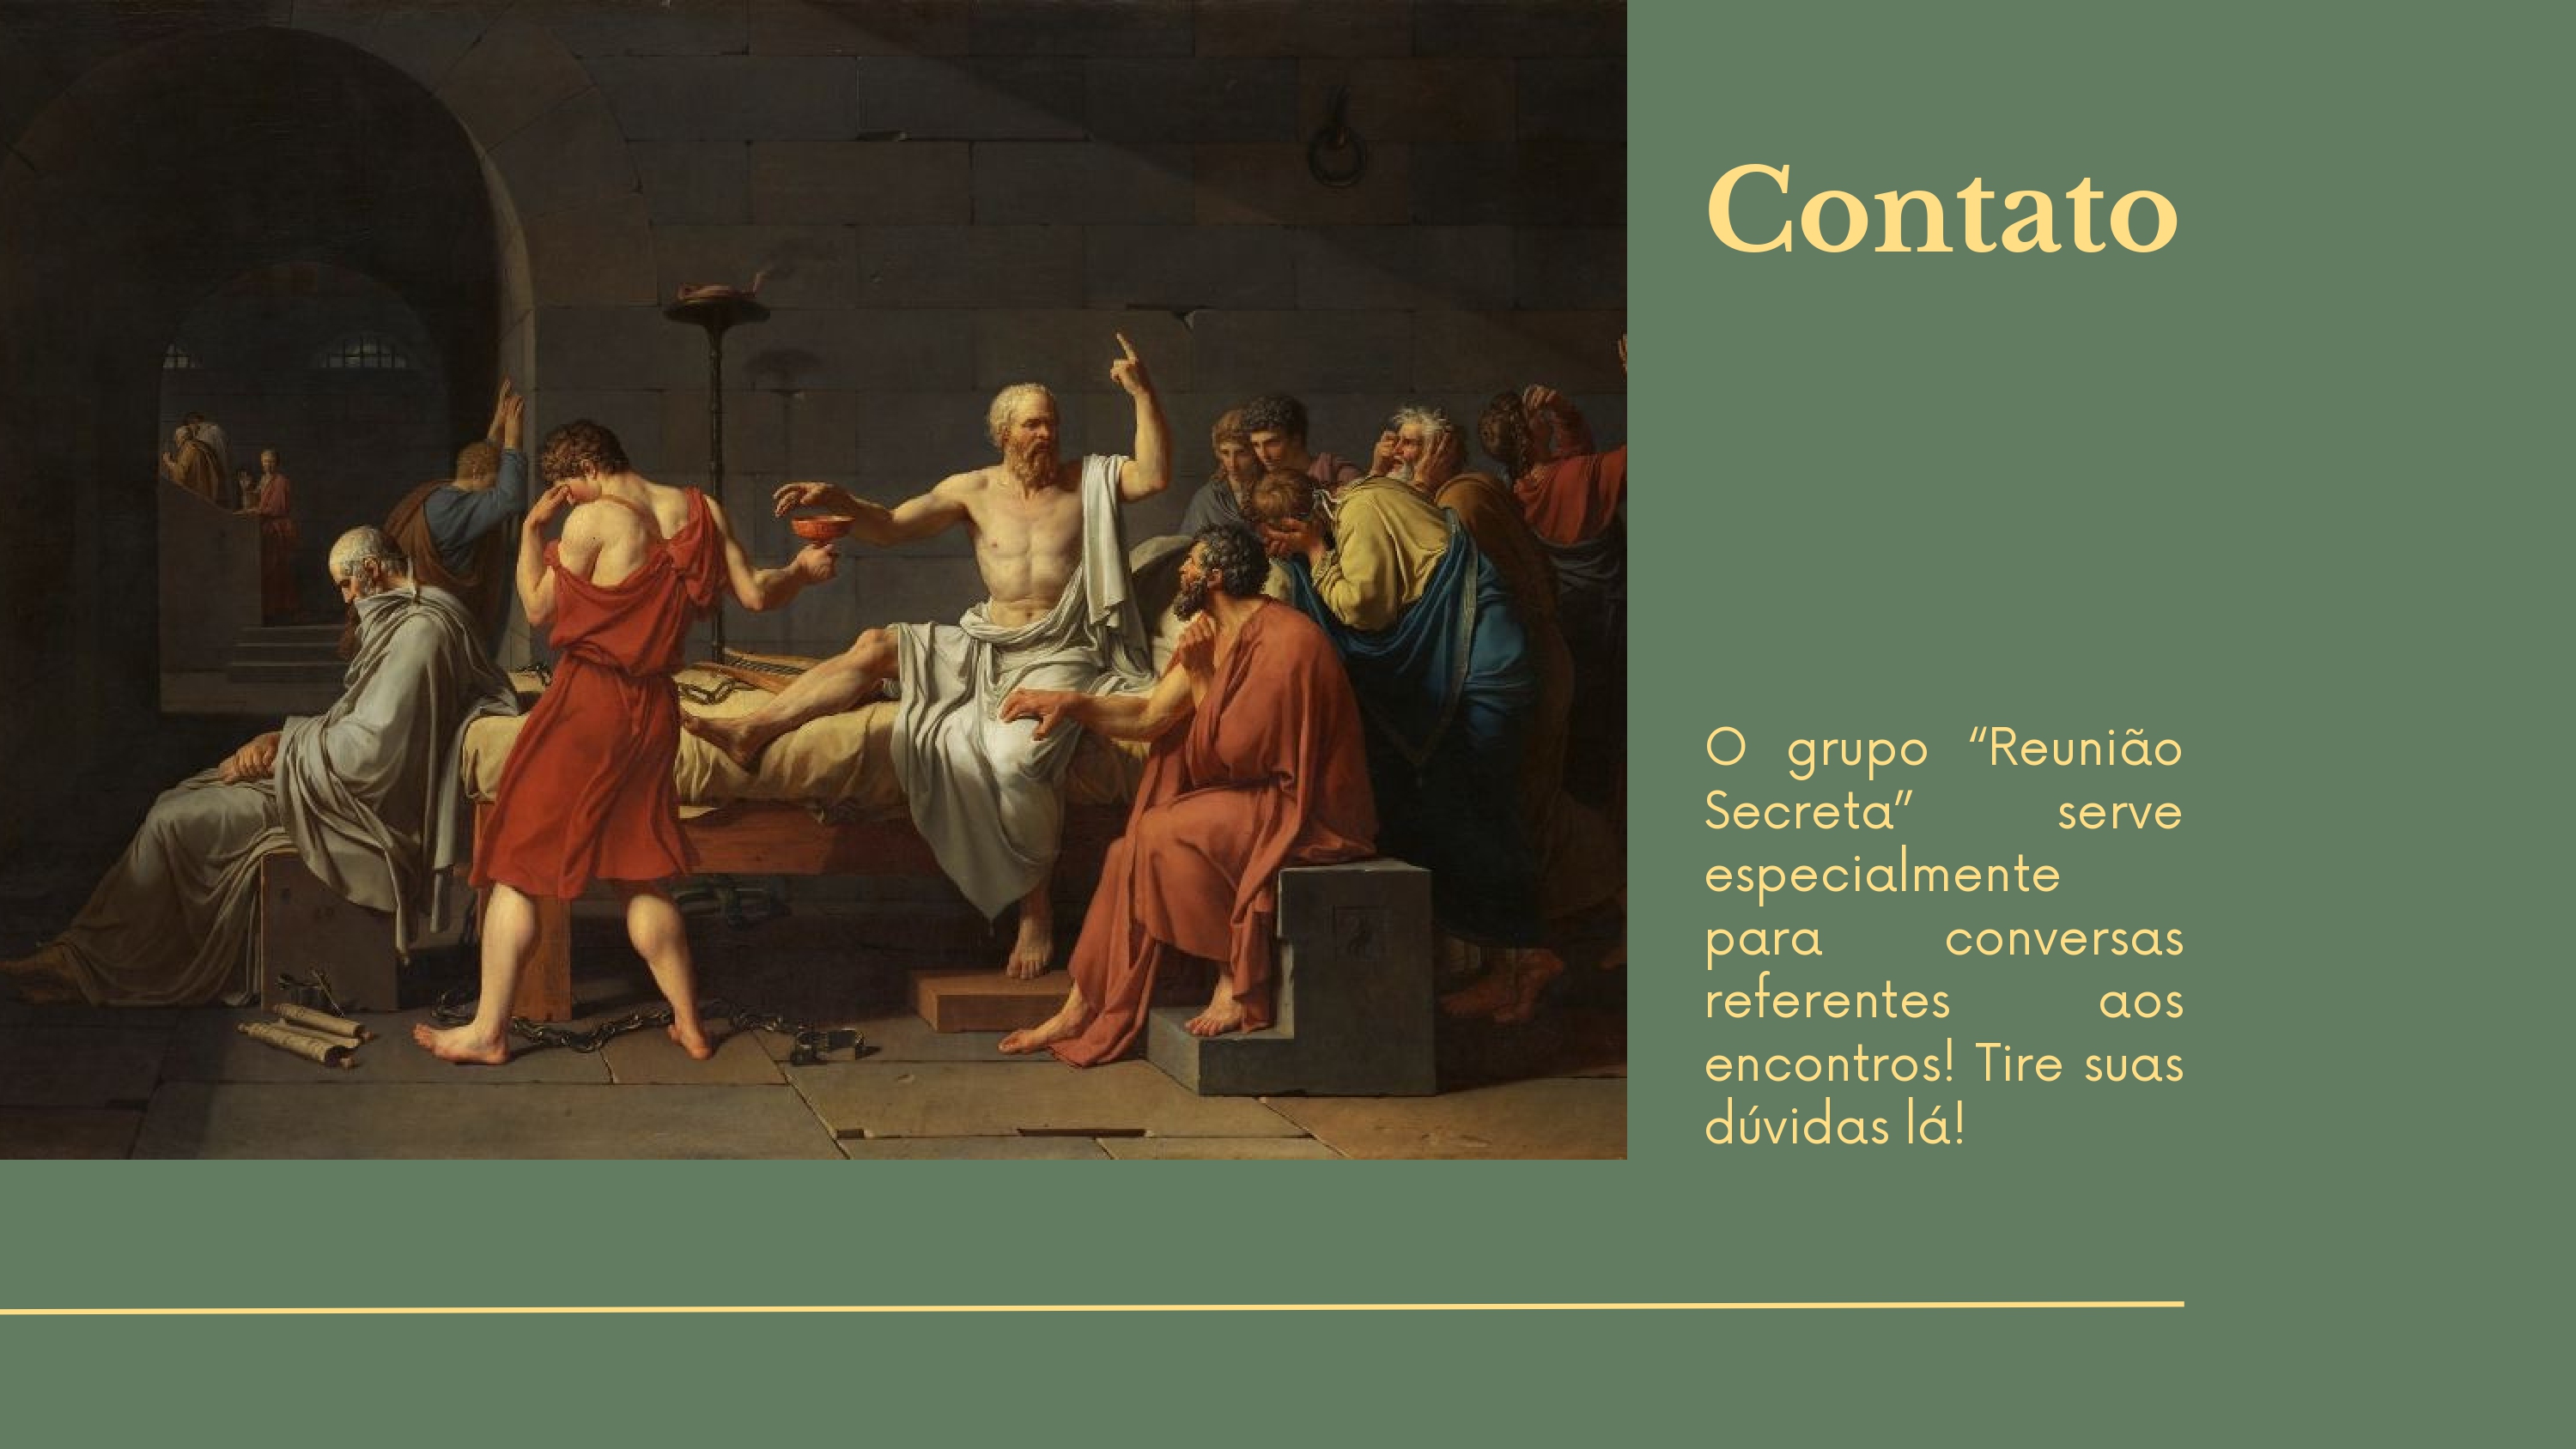 Contato
O grupo “Reunião
Secreta” serve
especialmente
para conversas
referentes aos
encontros! Tire suas
dúvidas lá!